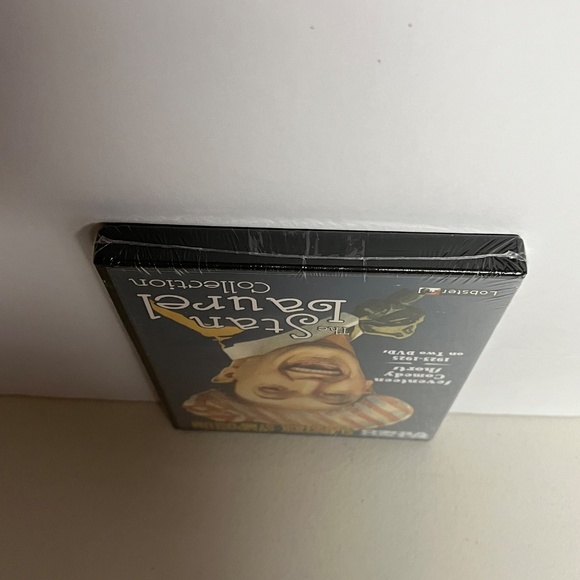 Seventeen
Comedy
Shorts
1923-1925
on Two DVDs
The
Stan
Laurel
Collection
Lobster